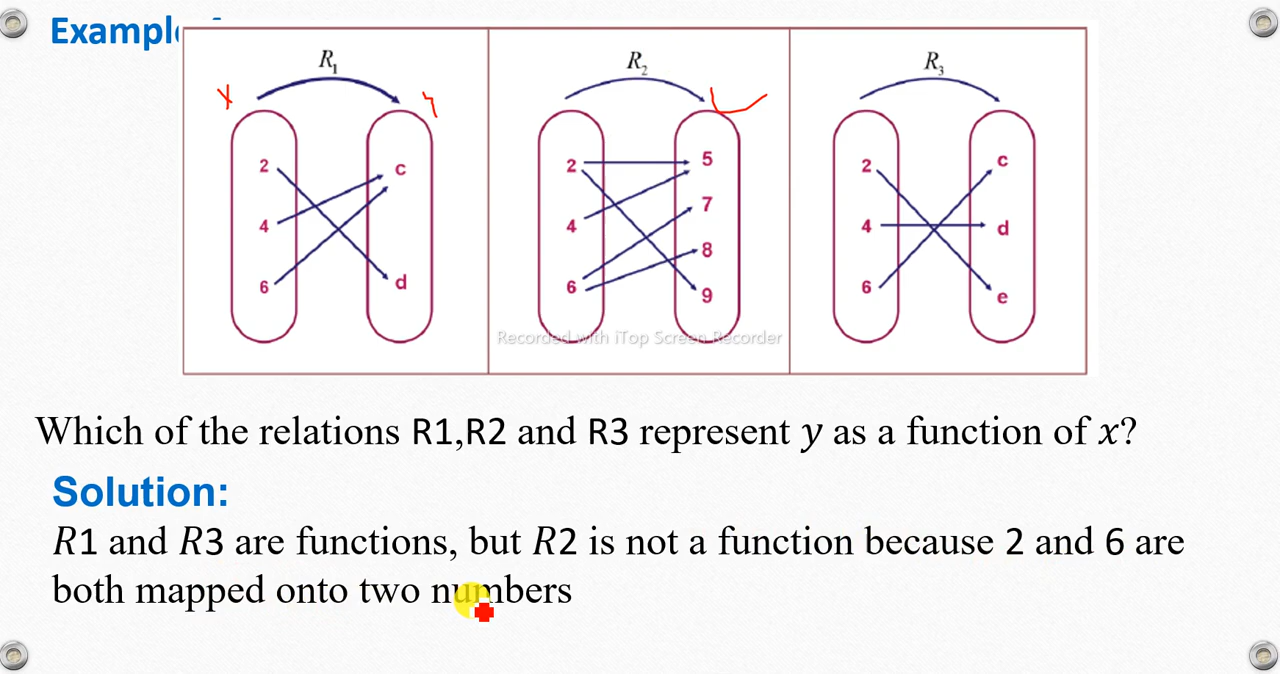 Example
R1
R2
R3
x
y
2
4
6
c
d
2
4
6
5
7
8
9
2
4
6
c
d
e
Recorded with iTop Screen Recorder
Which of the relations R1,R2 and R3 represent y as a function of x?
Solution:
R1 and R3 are functions, but R2 is not a function because 2 and 6 are
both mapped onto two numbers